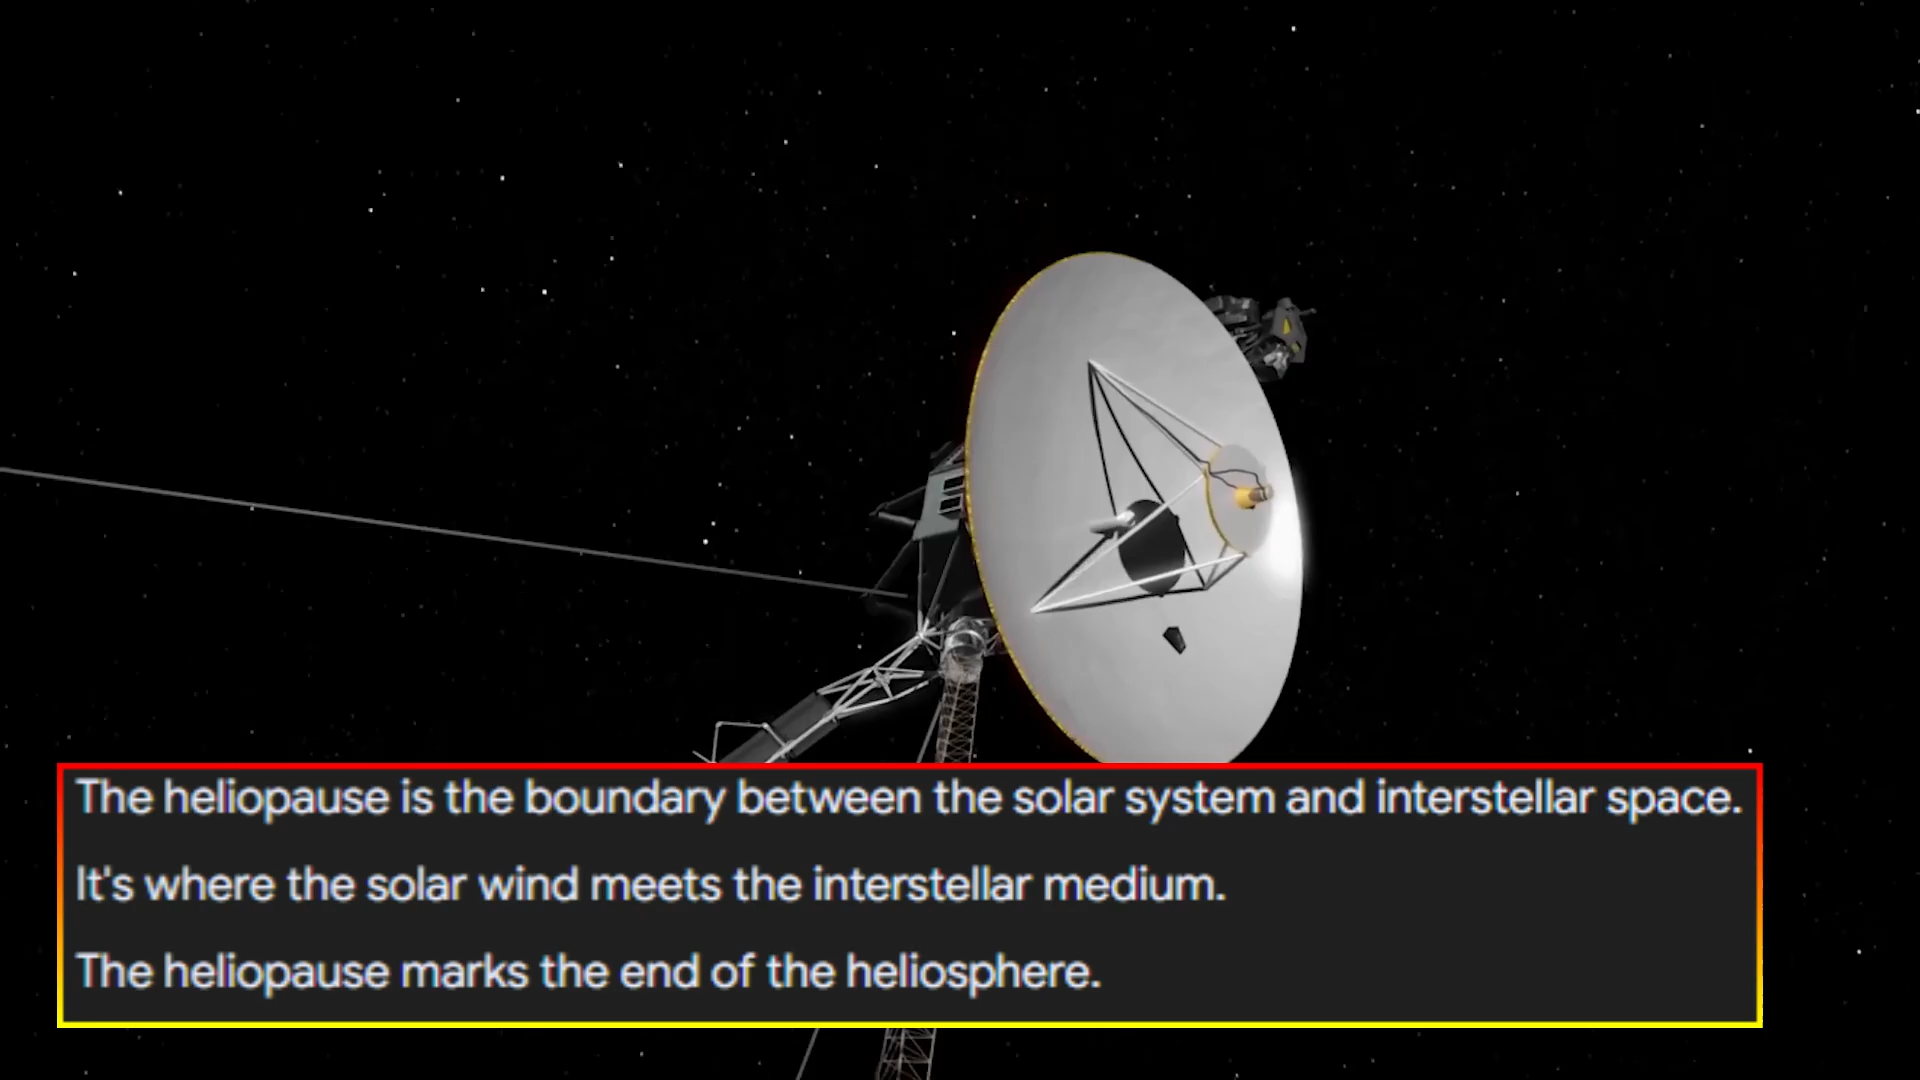 The heliopause is the boundary between the solar system and interstellar space.
It's where the solar wind meets the interstellar medium.
The heliopause marks the end of the heliosphere.